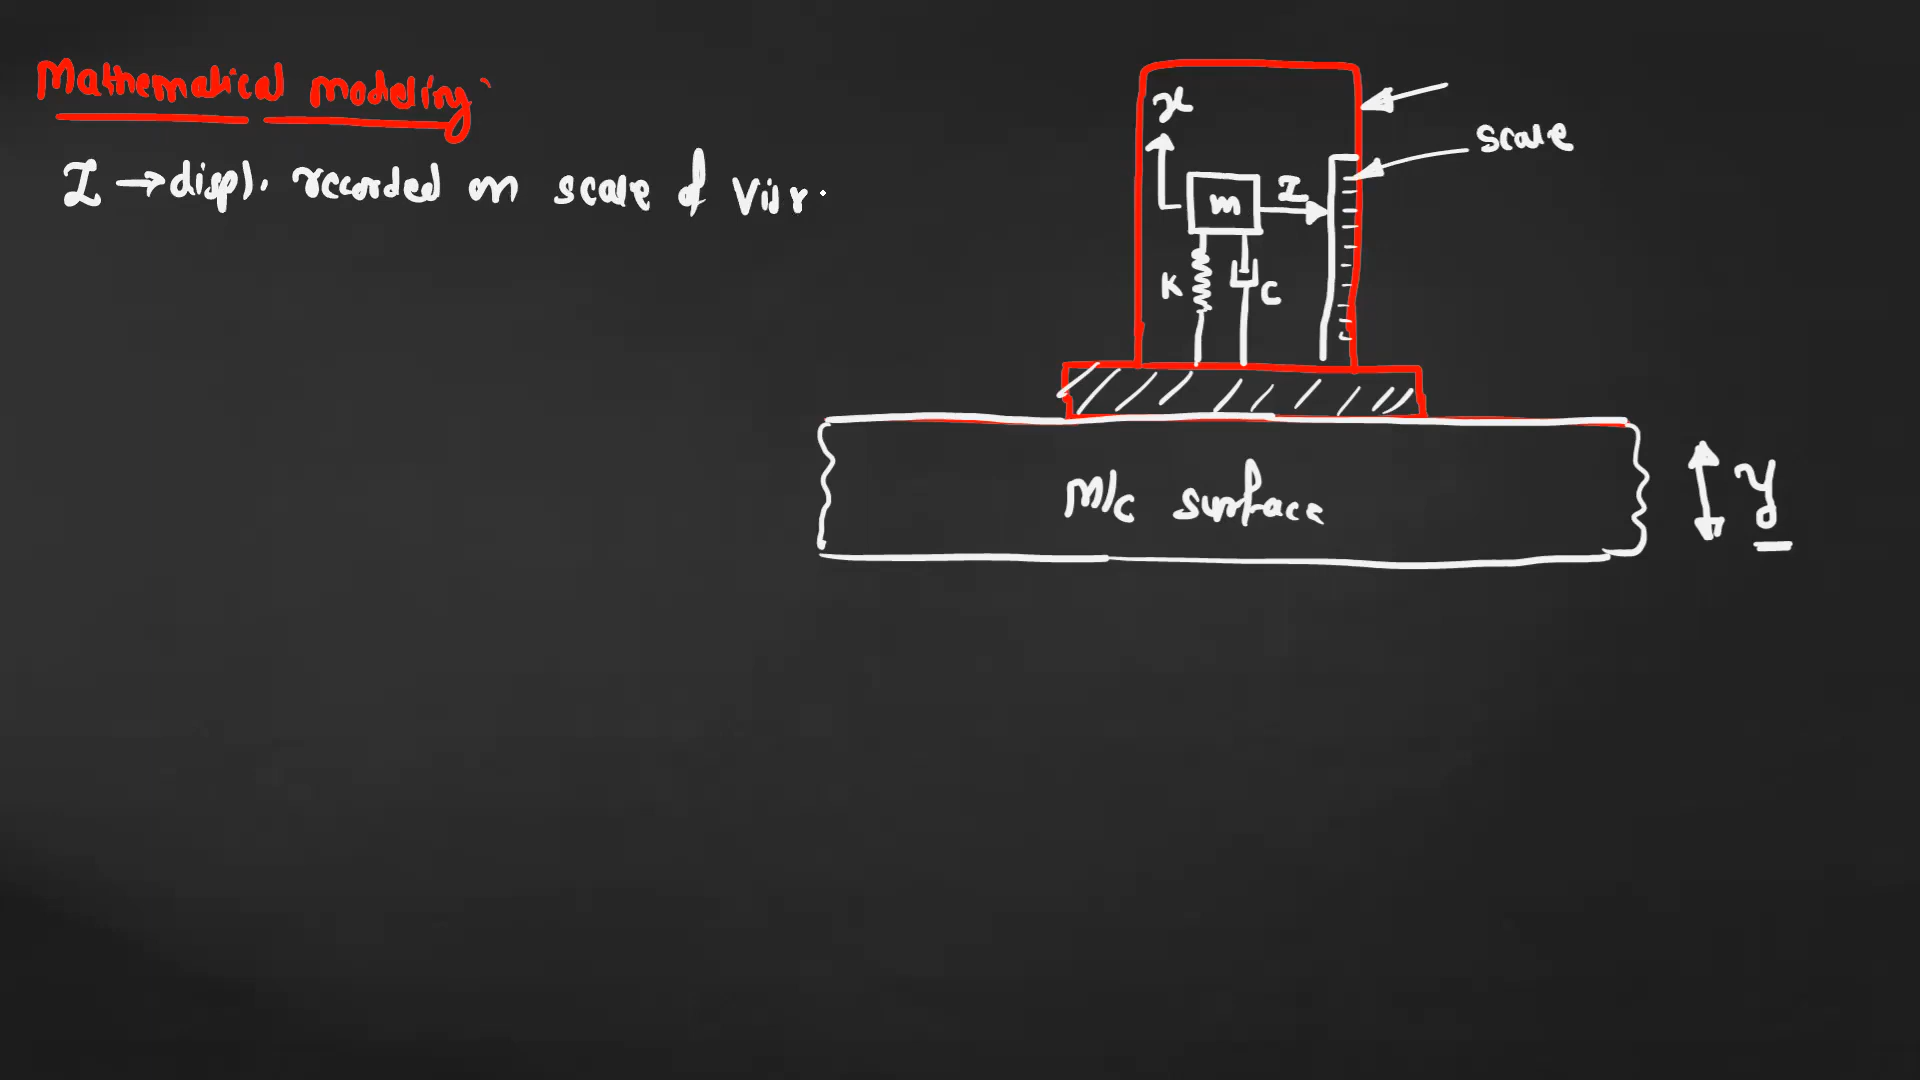 Mathematical modeling
Z → displ. recorded on scale of Vibr.
x
scale
m
Z
K
C
M/c surface
y